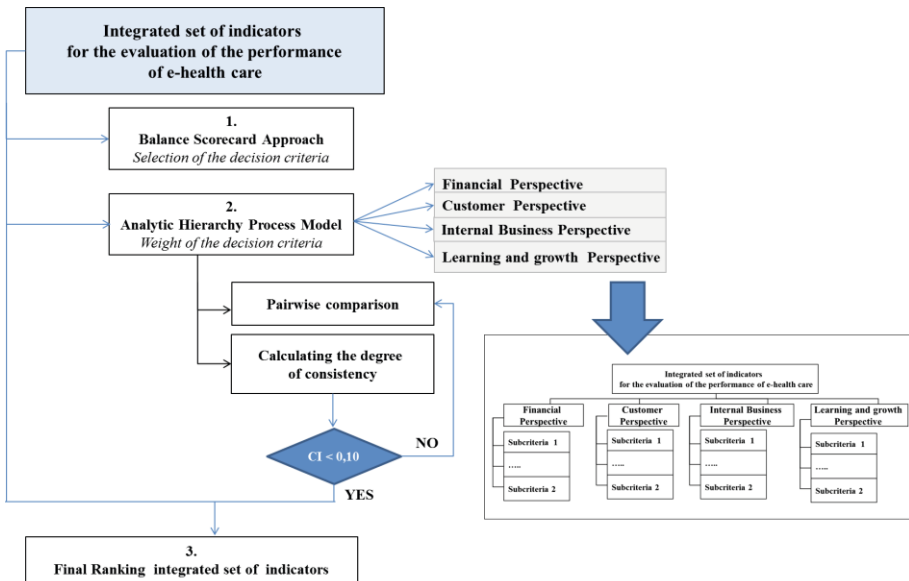 Integrated set of indicators
for the evaluation of the performance
of e-health care
1.
Balance Scorecard Approach
Selection of the decision criteria
2.
Analytic Hierarchy Process Model
Weight of the decision criteria
Financial Perspective
Customer Perspective
Internal Business Perspective
Learning and growth Perspective
Pairwise comparison
Calculating the degree
of consistency
CI < 0,10
NO
YES
3.
Final Ranking integrated set of indicators
Integrated set of indicators
for the evaluation of the performance of e-health care
Financial
Perspective
Subcriteria 1
.....
Subcriteria 2
Customer
Perspective
Subcriteria 1
.....
Subcriteria 2
Internal Business
Perspective
Subcriteria 1
.....
Subcriteria 2
Learning and growth
Perspective
Subcriteria 1
.....
Subcriteria 2